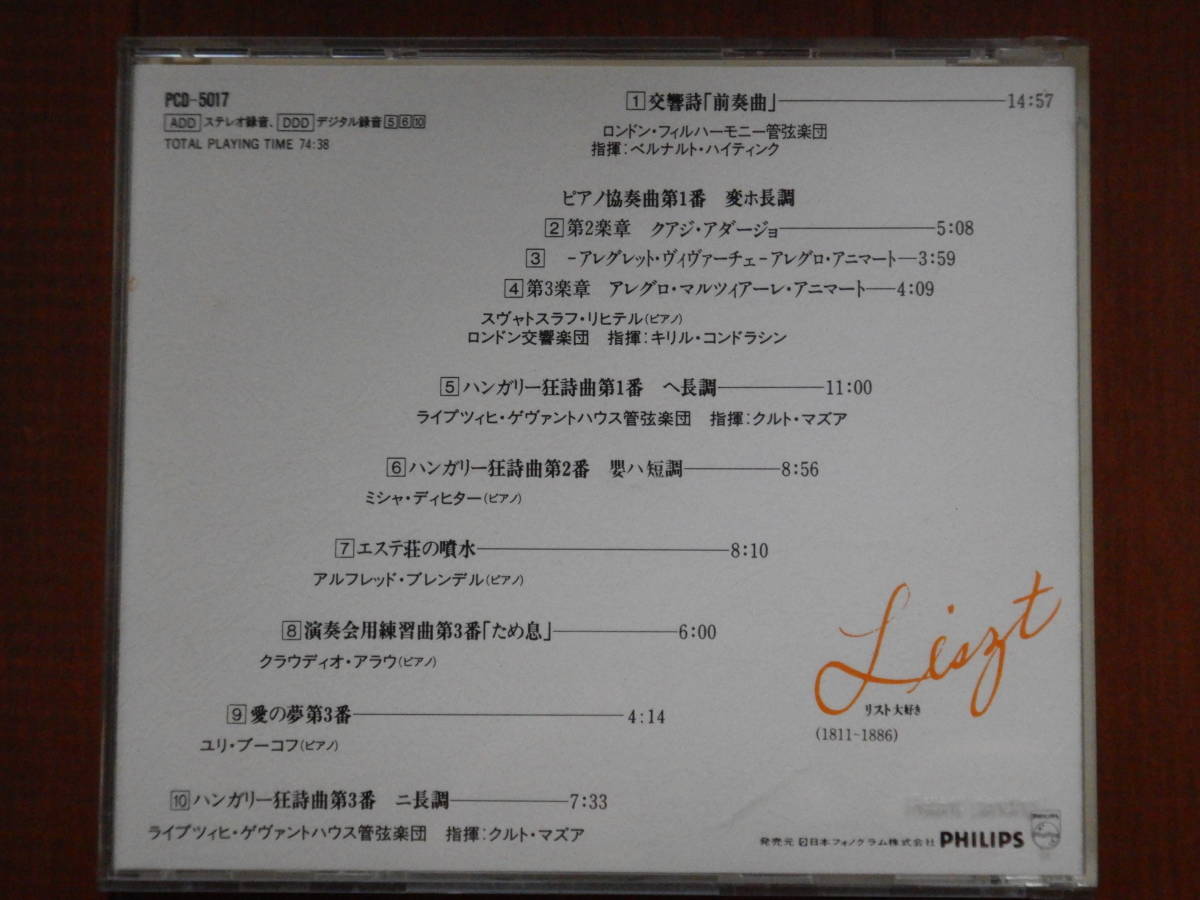 PCD-5017
ADD ステレオ録音、 DDD デジタル録音 5 6 10
TOTAL PLAYING TIME 74:38
1 交響詩「前奏曲」 14:57
ロンドン・フィルハーモニー管弦楽団
指揮:ベルナルト・ハイティンク
ピアノ協奏曲第1番 変ホ長調
2 第2楽章 クアジ・アダージョ 5:08
3 -アレグレット・ヴィヴァーチェ-アレグロ・アニマート 3:59
4 第3楽章 アレグロ・マルツィアーレ・アニマート 4:09
スヴャトスラフ・リヒテル(ピアノ)
ロンドン交響楽団 指揮:キリル・コンドラシン
5 ハンガリー狂詩曲第1番 ヘ長調 11:00
ライプツィヒ・ゲヴァントハウス管弦楽団 指揮:クルト・マズア
6 ハンガリー狂詩曲第2番 嬰ハ短調 8:56
ミシャ・ディヒター(ピアノ)
7 エステ荘の噴水 8:10
アルフレッド・ブレンデル(ピアノ)
8 演奏会用練習曲第3番「ため息」 6:00
クラウディオ・アラウ(ピアノ)
9 愛の夢第3番 4:14
ユリ・ブーコフ(ピアノ)
10 ハンガリー狂詩曲第3番 ニ長調 7:33
ライプツィヒ・ゲヴァントハウス管弦楽団 指揮:クルト・マズア
Liszt
リスト大好き
(1811~1886)
発売元 日本フォノグラム株式会社 PHILIPS